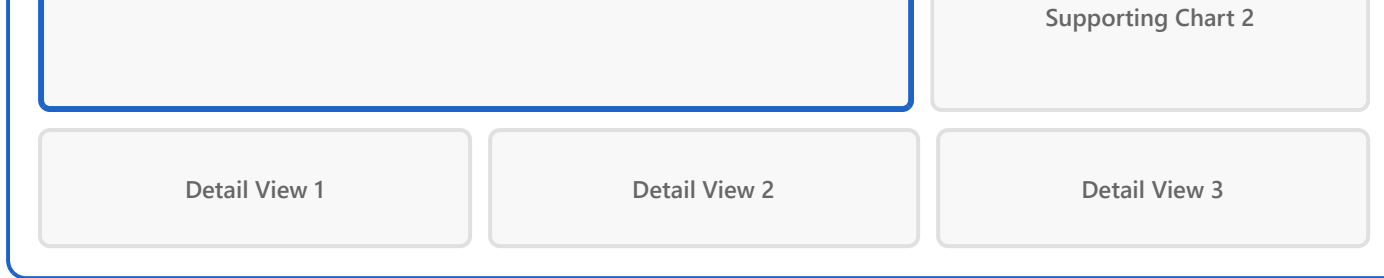 Supporting Chart 2
Detail View 1
Detail View 2
Detail View 3